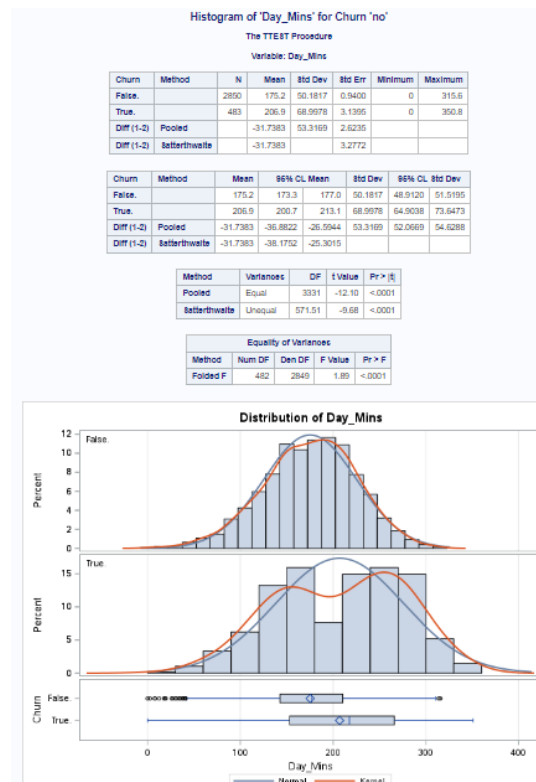 Histogram of 'Day_Mins' for Churn 'no'
The TTEST Procedure
Variable: Day_Mins
Churn Method N Mean Std Dev Std Err Minimum Maximum
False. 2850 175.2 50.1817 0.9400 0 315.6
True. 483 206.9 68.9978 3.1395 0 350.8
Diff (1-2) Pooled -31.7383 53.3169 2.6235
Diff (1-2) Satterthwaite -31.7383 3.2772
Churn Method Mean 95% CL Mean Std Dev 95% CL Std Dev
False. 175.2 173.3 177.0 50.1817 48.9120 51.5195
True. 206.9 200.7 213.1 68.9978 64.9038 73.6473
Diff (1-2) Pooled -31.7383 -36.8822 -26.5944 53.3169 52.0669 54.6288
Diff (1-2) Satterthwaite -31.7383 -38.1752 -25.3015
Method Variances DF t Value Pr > |t|
Pooled Equal 3331 -12.10 <.0001
Satterthwaite Unequal 571.51 -9.68 <.0001
Equality of Variances
Method Num DF Den DF F Value Pr > F
Folded F 482 2849 1.89 <.0001
Distribution of Day_Mins
False.
12
10
8
6
4
2
0
Percent
True.
15
10
5
0
Percent
Churn
False.
True.
0 100 200 300 400
Day_Mins
Normal Kernel